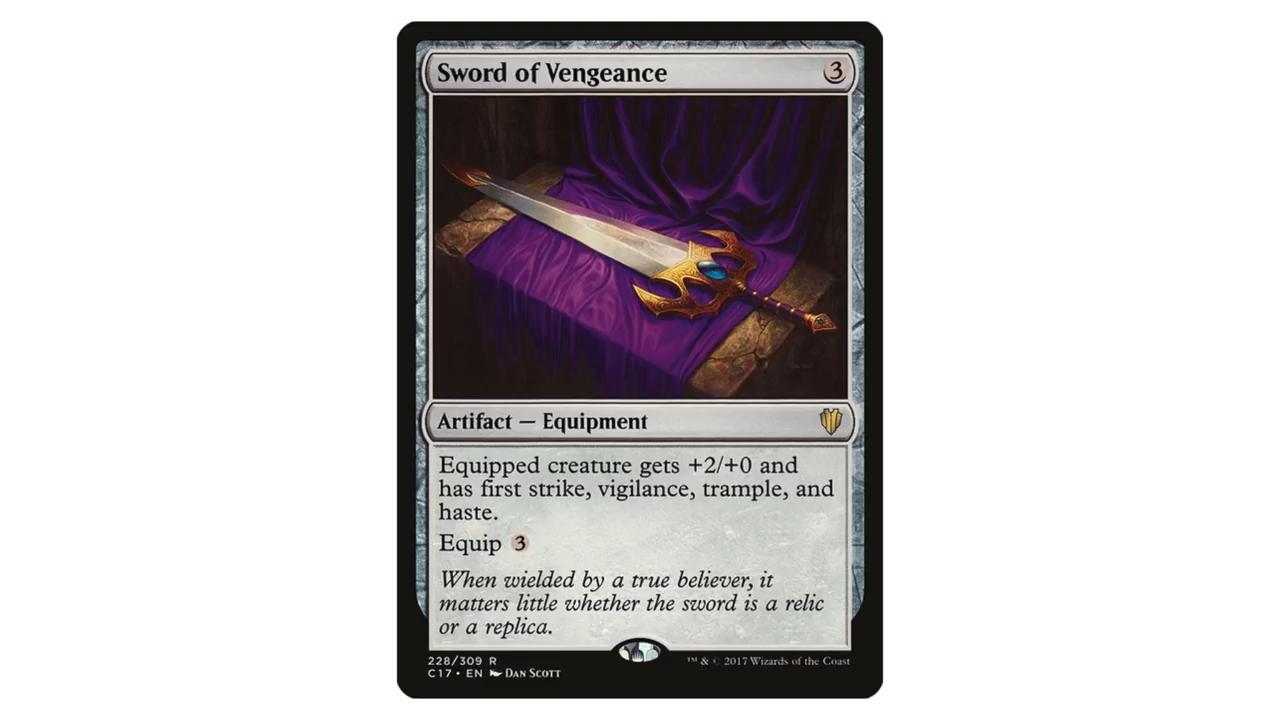 Sword of Vengeance 3
Artifact — Equipment
Equipped creature gets +2/+0 and
has first strike, vigilance, trample, and
haste.
Equip 3
When wielded by a true believer, it
matters little whether the sword is a relic
or a replica.
228/309 R
™ & © 2017 Wizards of the Coast
C17 • EN Dan Scott